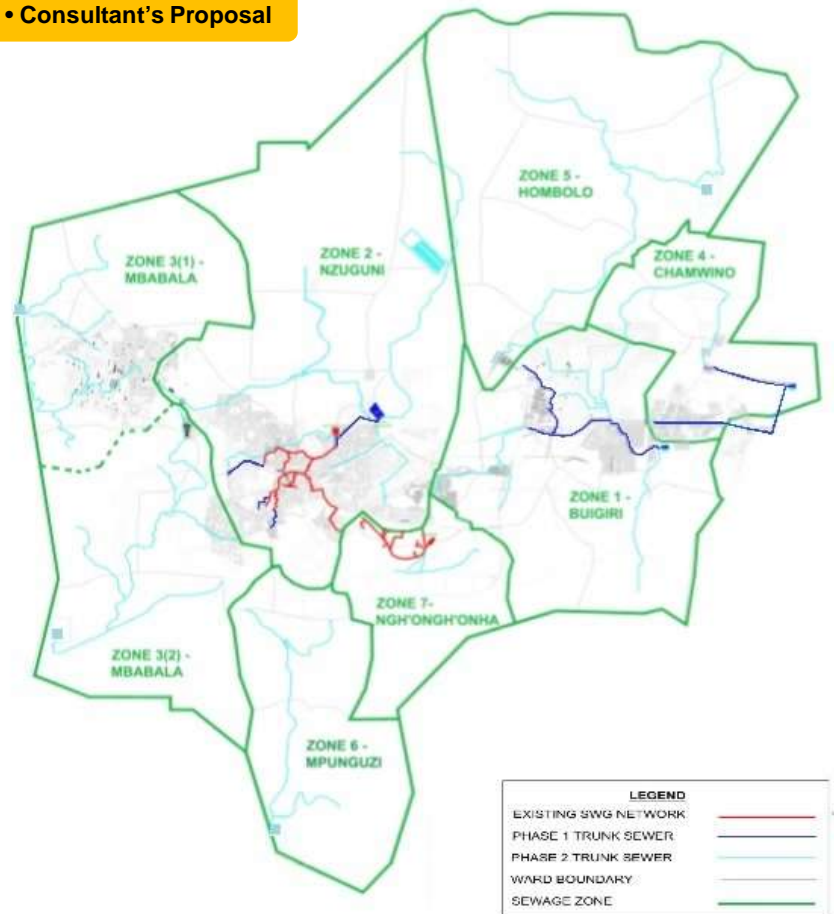 • Consultant's Proposal
ZONE 5 -
HOMBOLO
ZONE 3(1) -
MBABALA
ZONE 2 -
NZUGUNI
ZONE 4 -
CHAMWINO
ZONE 1 -
BUIGIRI
ZONE 7-
NGH'ONGH'ONHA
ZONE 3(2) -
MBABALA
ZONE 6 -
MPUNGUZI
LEGEND
EXISTING SWG NETWORK
PHASE 1 TRUNK SEWER
PHASE 2 TRUNK SEWER
WARD BOUNDARY
SEWAGE ZONE